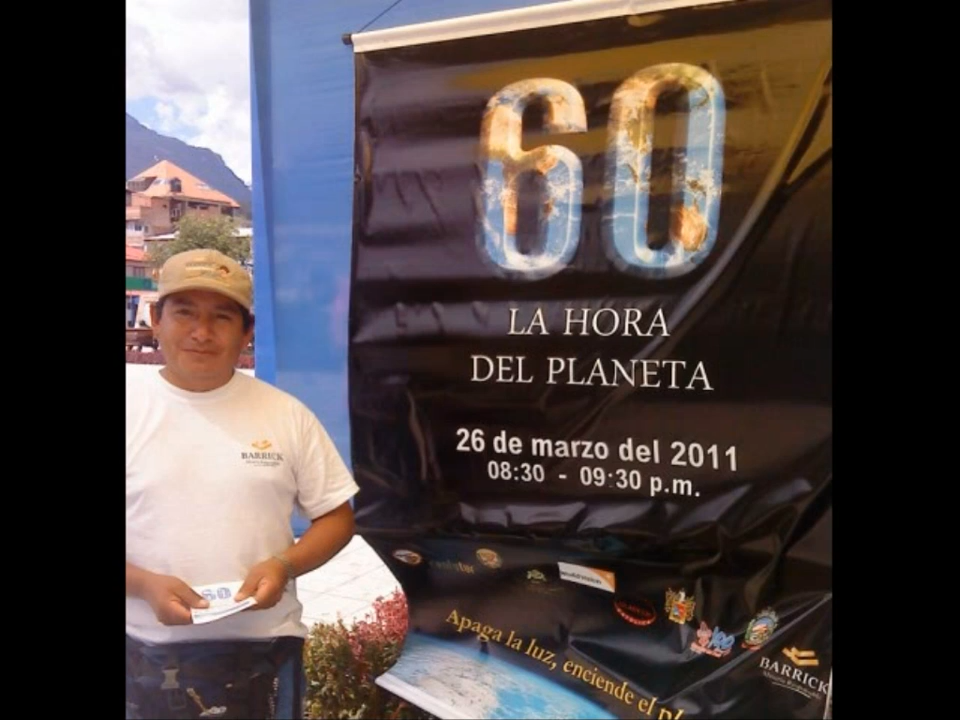 60
LA HORA
DEL PLANETA
26 de marzo del 2011
08:30 - 09:30 p.m.
BARRICK
60
Apaga la luz, enciende el
BARRICK